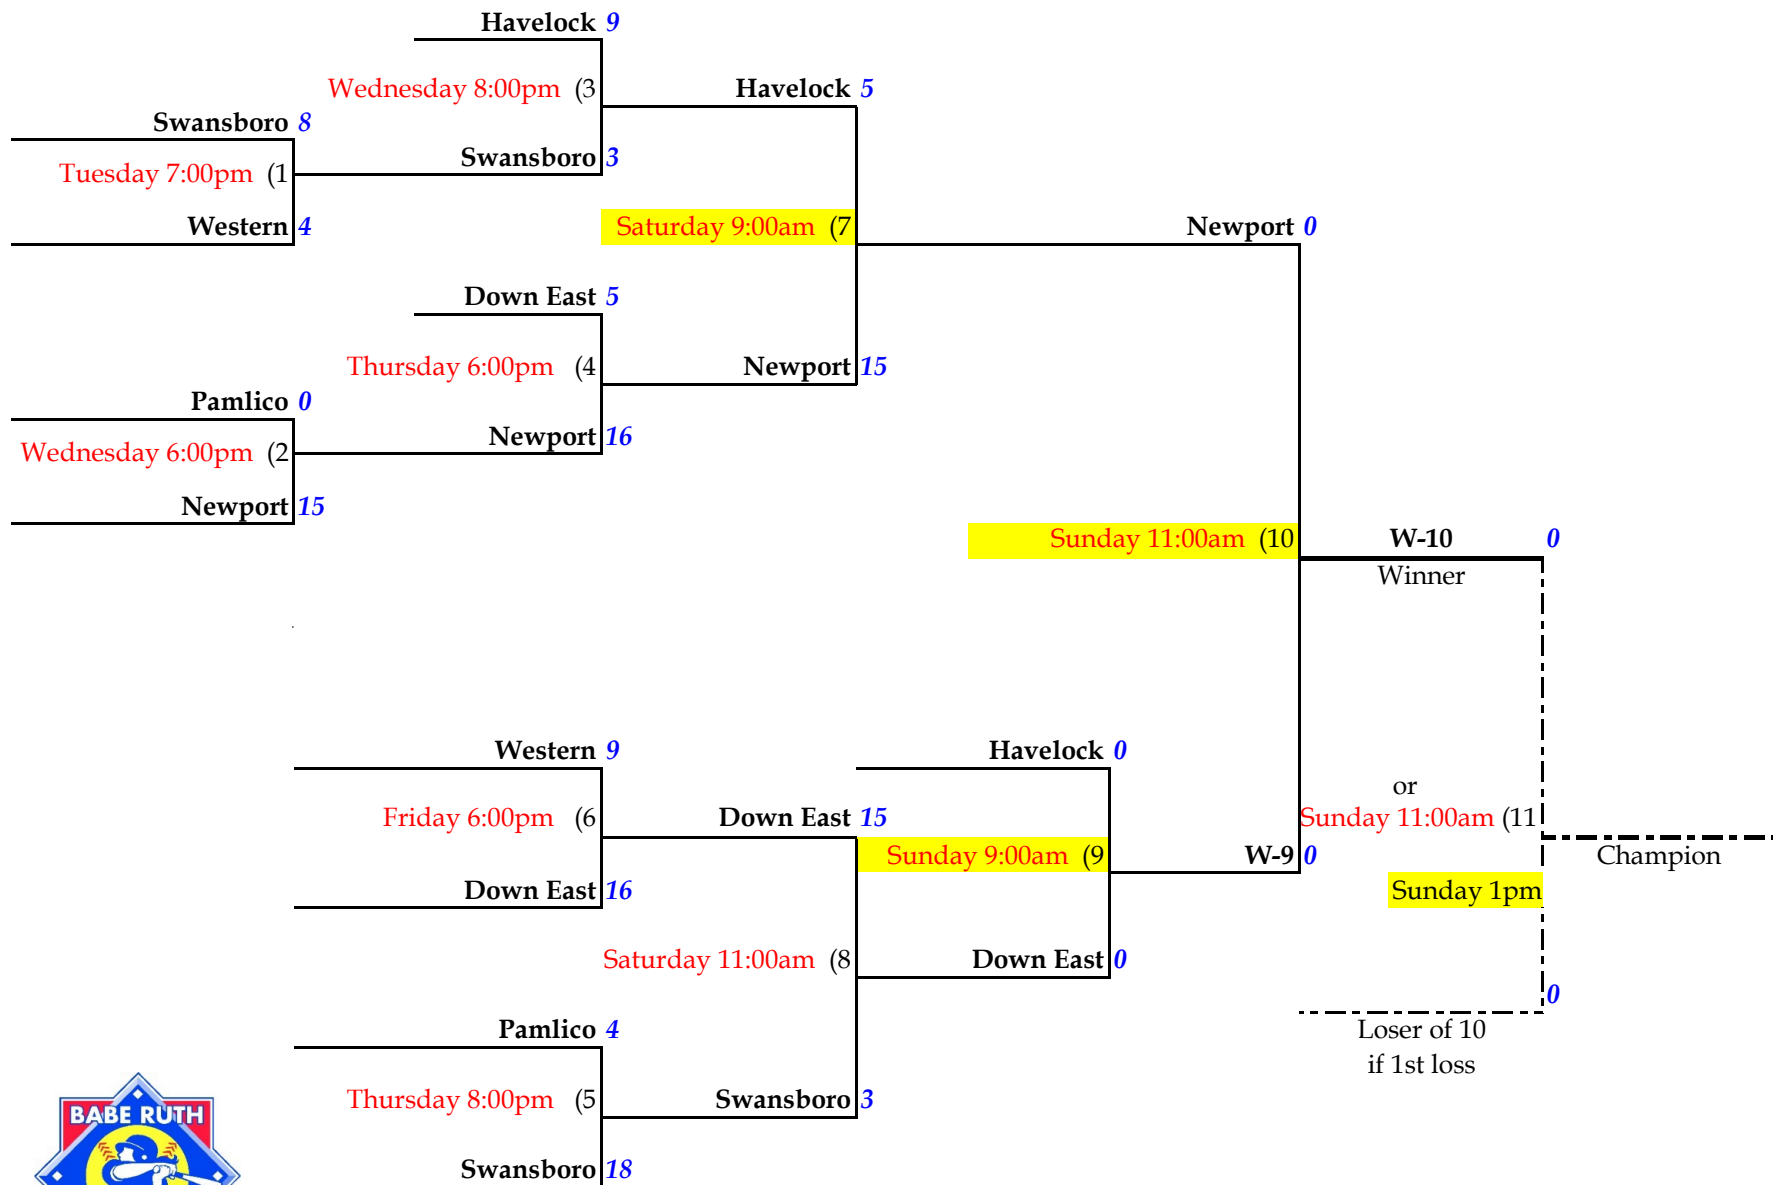 Havelock 9
Wednesday 8:00pm (3
Havelock 5
Swansboro 8
Swansboro 3
Tuesday 7:00pm (1
Western 4
Saturday 9:00am (7
Newport 0
Down East 5
Thursday 6:00pm (4
Newport 15
Pamlico 0
Newport 16
Wednesday 6:00pm (2
Newport 15
Sunday 11:00am (10
W-10 0
Winner
Western 9
Havelock 0
or
Friday 6:00pm (6
Down East 15
Sunday 11:00am (11
Sunday 9:00am (9
W-9 0
Champion
Down East 16
Sunday 1pm
Saturday 11:00am (8
Down East 0
0
Pamlico 4
Loser of 10
if 1st loss
Thursday 8:00pm (5
Swansboro 3
BABE RUTH
Swansboro 18